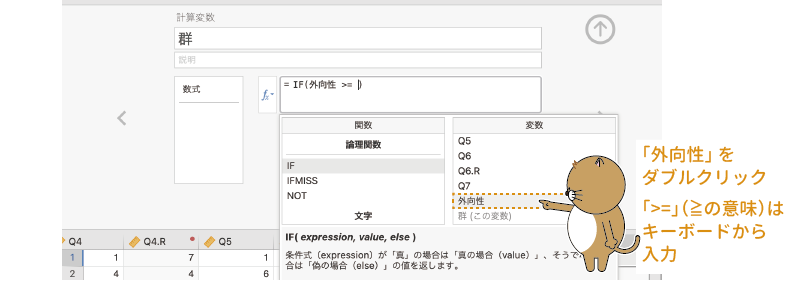 計算変数
群
説明
数式
fx
= IF(外向性 >= )
関数
変数
論理関数
IF
IFMISS
NOT
文字
Q5
Q6
Q6.R
Q7
外向性
群 (この変数)
「外向性」を
ダブルクリック
「>=」(≧の意味)は
キーボードから
入力
IF( expression, value, else )
条件式（expression）が「真」の場合は「真の場合（value）」、そうで
合は「偽の場合（else）」の値を返します。
Q4 Q4.R Q5
1 1 7 1
2 4 4 6